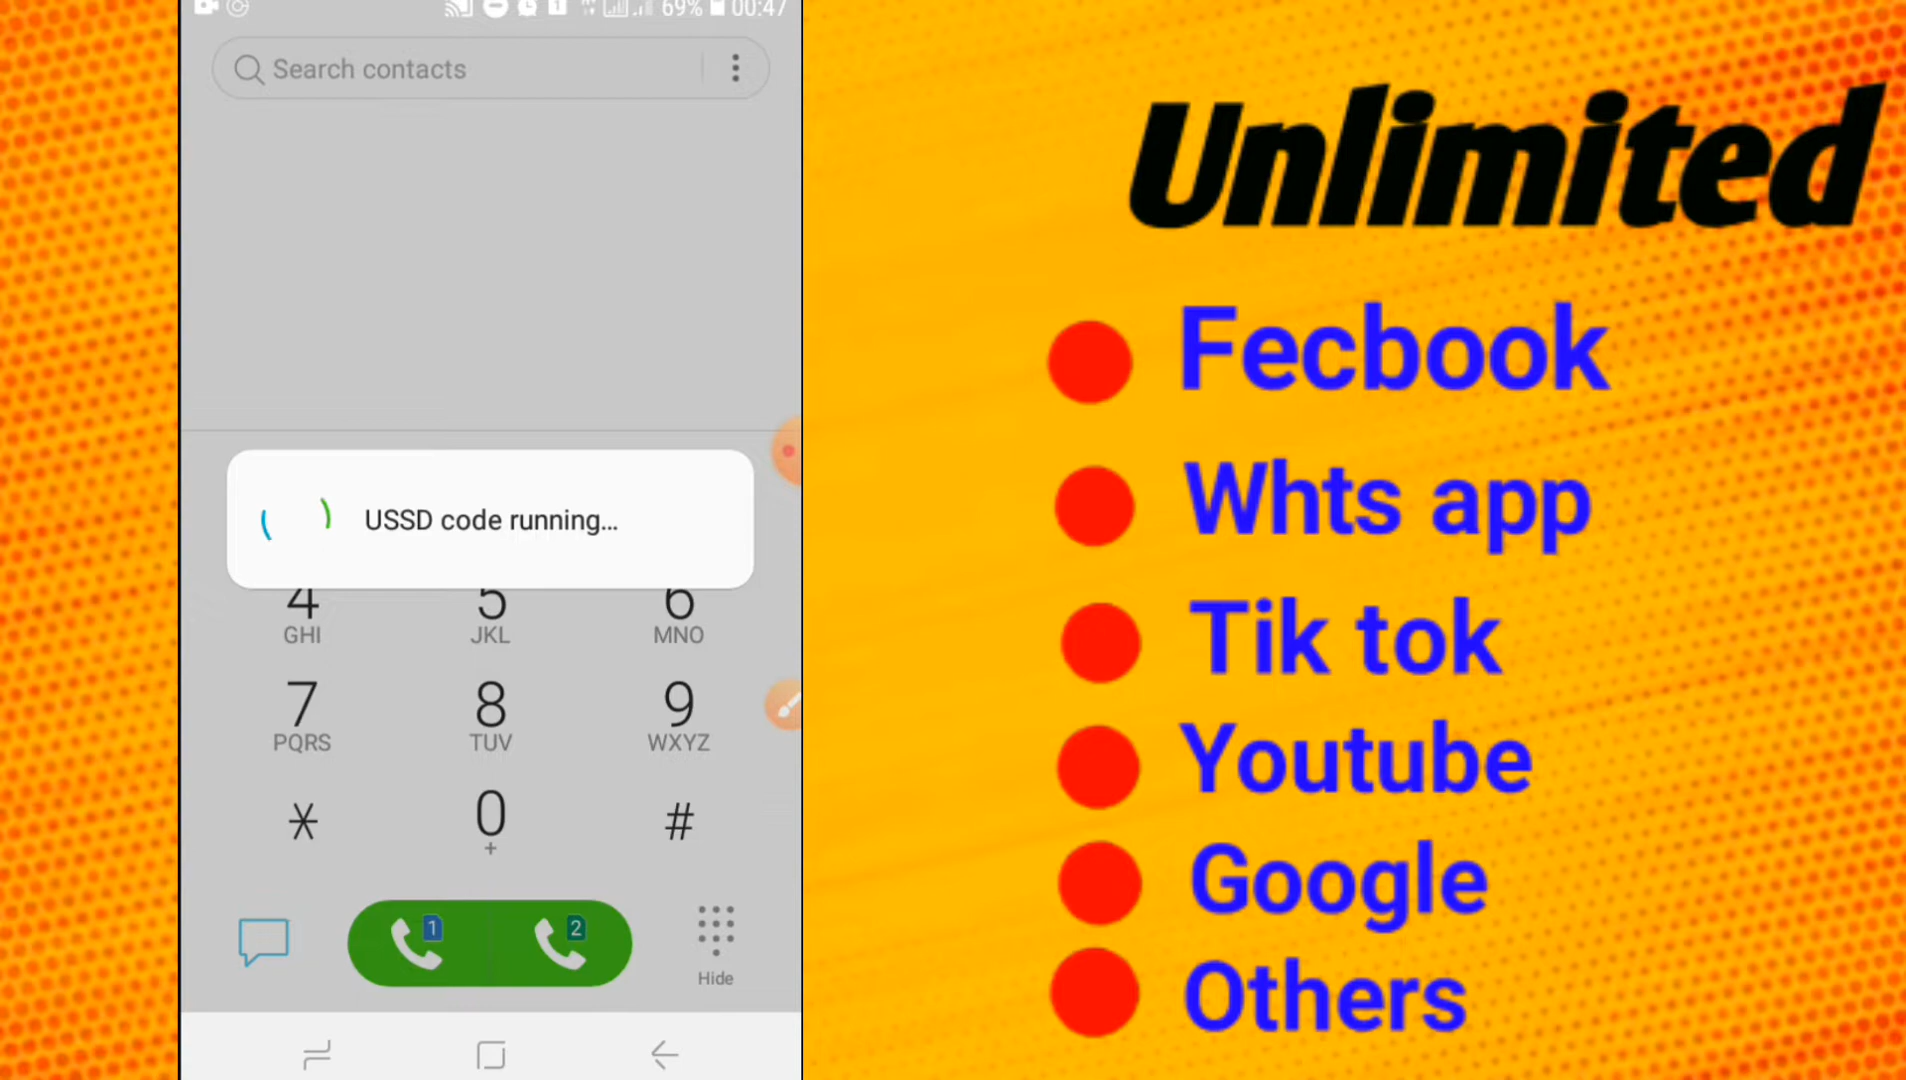 69% 00:47
Search contacts
USSD code running...
4 5 6
GHI JKL MNO
7 8 9
PQRS TUV WXYZ
* 0 #
+
1 2
Hide
Unlimited
Fecbook
Whts app
Tik tok
Youtube
Google
Others